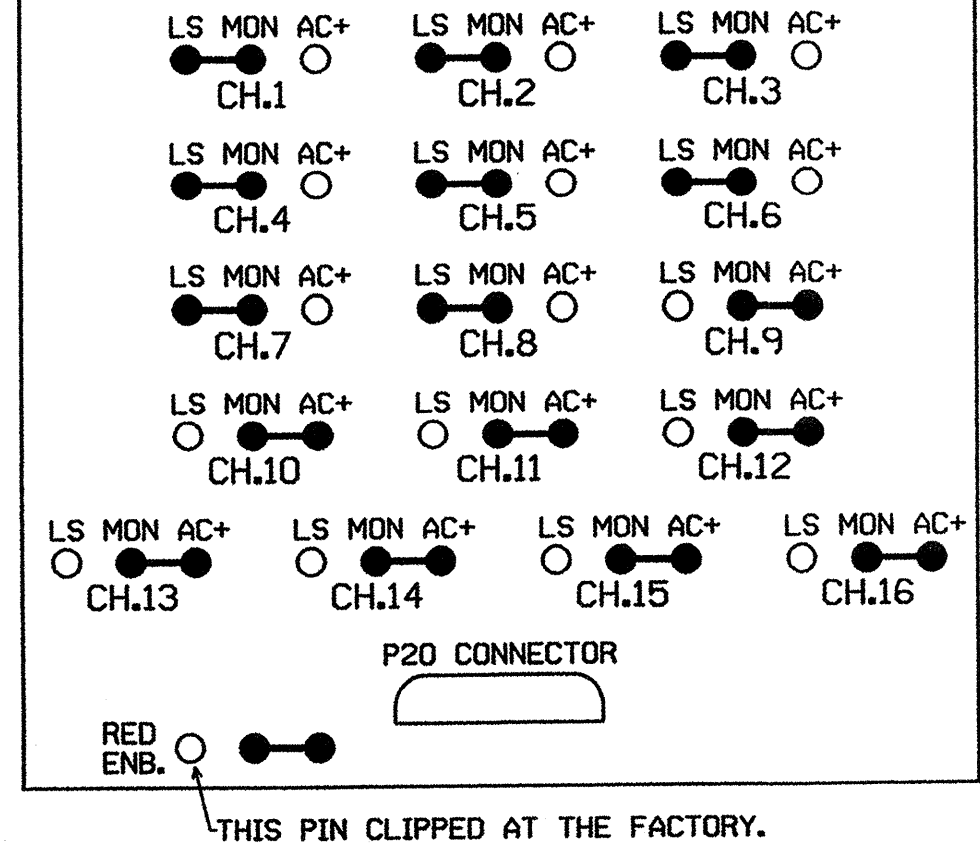 LS MON AC+ LS MON AC+ LS MON AC+
CH.1 CH.2 CH.3
LS MON AC+ LS MON AC+ LS MON AC+
CH.4 CH.5 CH.6
LS MON AC+ LS MON AC+ LS MON AC+
CH.7 CH.8 CH.9
LS MON AC+ LS MON AC+ LS MON AC+
CH.10 CH.11 CH.12
LS MON AC+ LS MON AC+ LS MON AC+ LS MON AC+
CH.13 CH.14 CH.15 CH.16
P20 CONNECTOR
RED
ENB.
THIS PIN CLIPPED AT THE FACTORY.